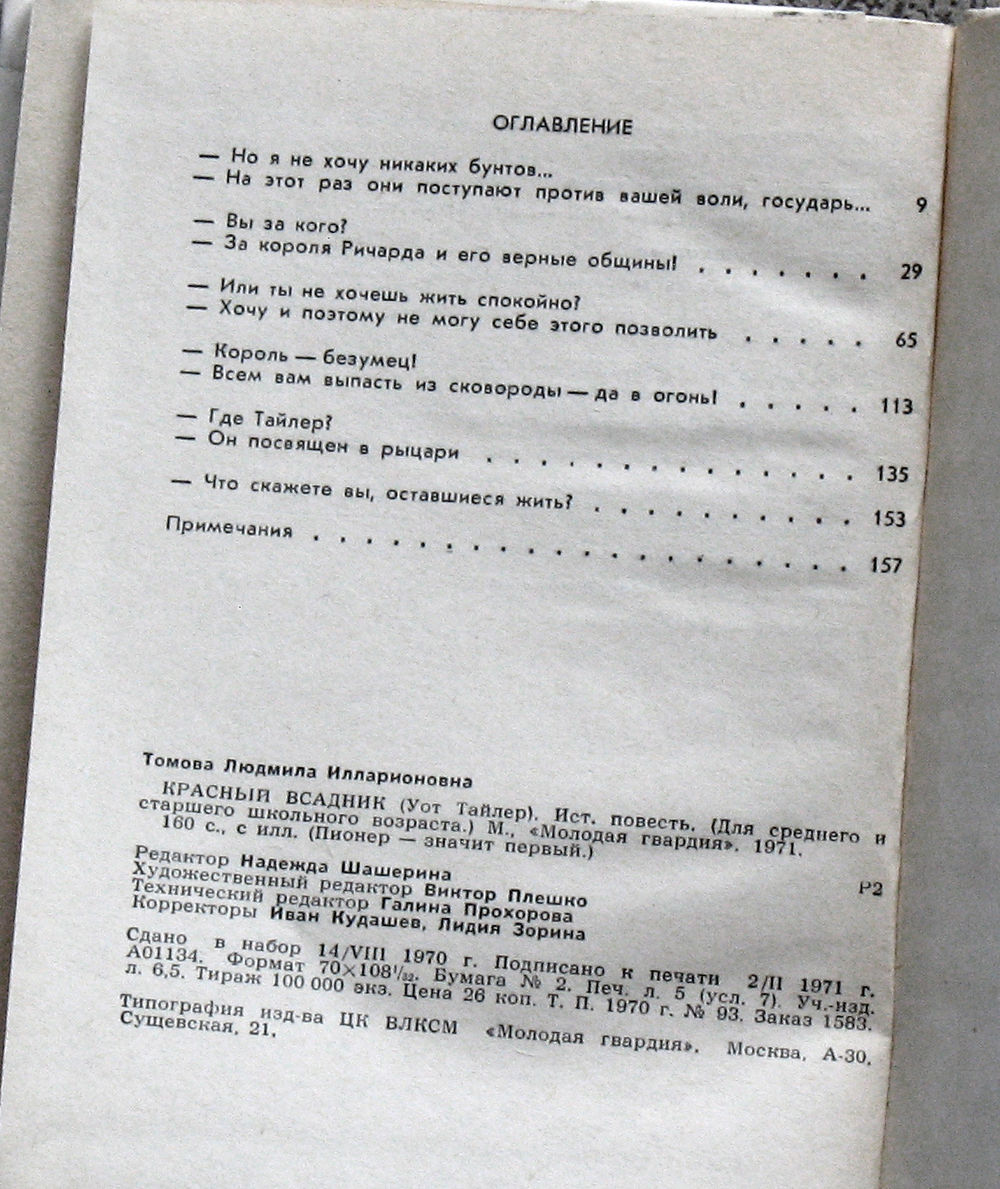 ОГЛАВЛЕНИЕ
— Но я не хочу никаких бунтов...
— На этот раз они поступают против вашей воли, государь... 9
— Вы за кого?
— За короля Ричарда и его верные общины! . . . . . . . 29
— Или ты не хочешь жить спокойно?
— Хочу и поэтому не могу себе этого позволить . . . . . 65
— Король — безумец!
— Всем вам выпасть из сковороды — да в огонь! . . . . . 113
— Где Тайлер?
— Он посвящен в рыцари . . . . . . . . . . . . . . 135
— Что скажете вы, оставшиеся жить? . . . . . . . . . . 153
Примечания . . . . . . . . . . . . . . . . . . . . . 157
Томова Людмила Илларионовна
КРАСНЫЙ ВСАДНИК (Уот Тайлер). Ист. повесть. (Для среднего и
старшего школьного возраста.) М., «Молодая гвардия». 1971.
160 с., с илл. (Пионер — значит первый.)
Р2
Редактор Надежда Шашерина
Художественный редактор Виктор Плешко
Технический редактор Галина Прохорова
Корректоры Иван Кудашев, Лидия Зорина
Сдано в набор 14/VIII 1970 г. Подписано к печати 2/II 1971 г.
А01134. Формат 70×108¹/₃₂. Бумага № 2. Печ. л. 5 (усл. 7). Уч.-изд.
л. 6,5. Тираж 100 000 экз. Цена 26 коп. Т. П. 1970 г. № 93. Заказ 1583.
Типография изд-ва ЦК ВЛКСМ «Молодая гвардия». Москва, А-30,
Сущевская, 21.